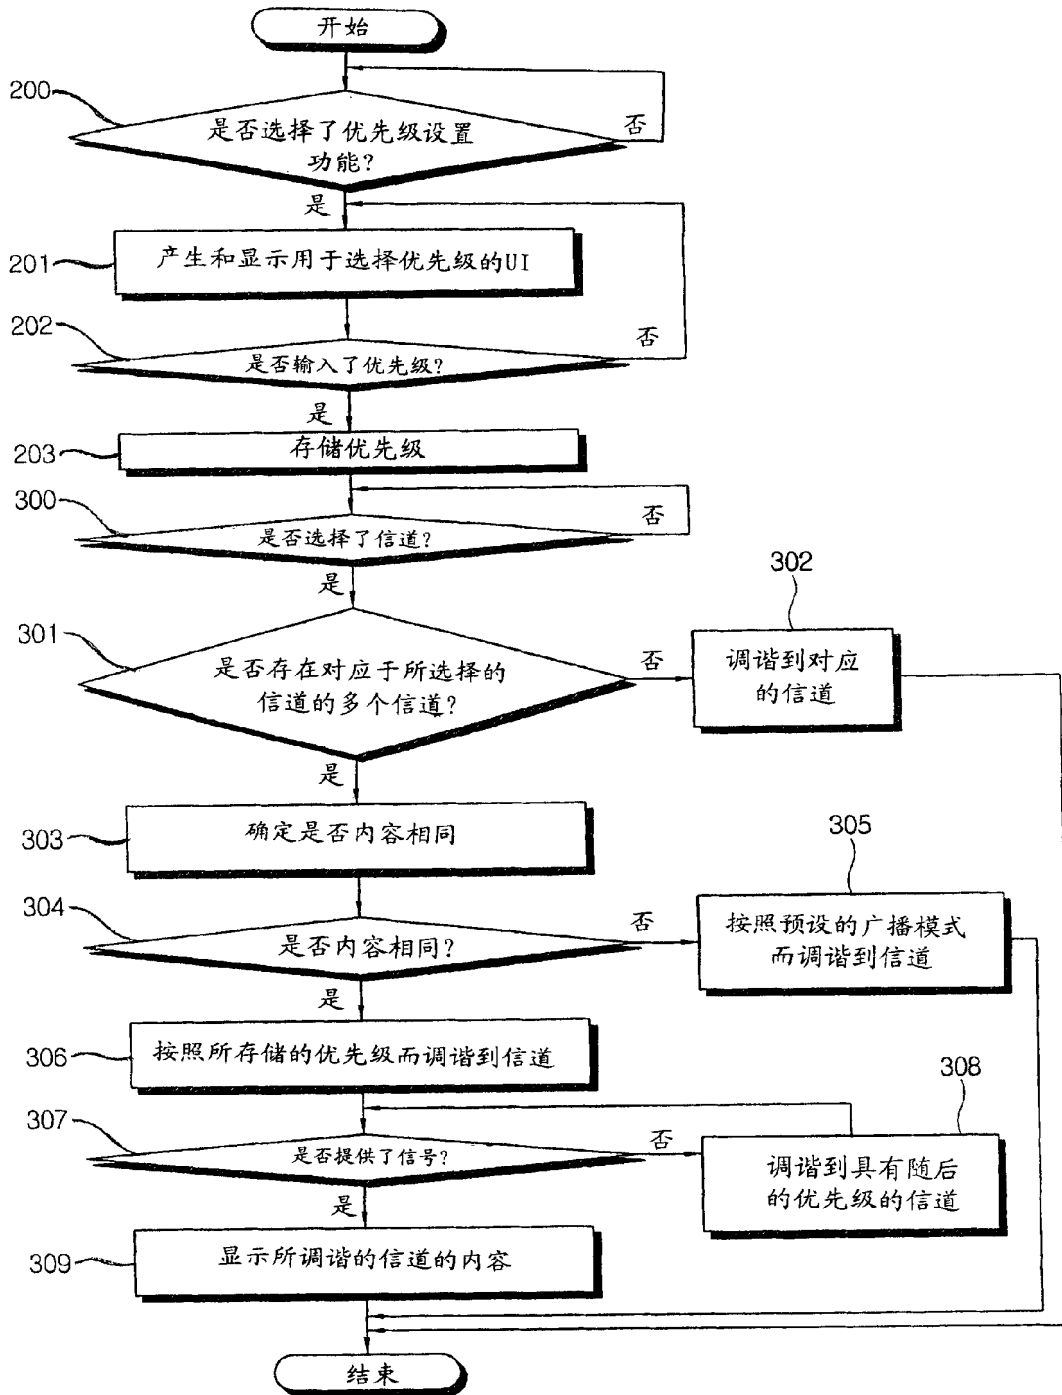 开始
200
是否选择了优先级设置
功能?
否
是
201
产生和显示用于选择优先级的UI
202
是否输入了优先级?
否
是
203
存储优先级
300
是否选择了信道?
否
是
301
是否存在对应于所选择的
信道的多个信道?
否
302
调谐到对应
的信道
是
303
确定是否内容相同
304
是否内容相同?
否
305
按照预设的广播模式
而调谐到信道
是
306
按照所存储的优先级而调谐到信道
307
是否提供了信号?
否
308
调谐到具有随后
的优先级的信道
是
309
显示所调谐的信道的内容
结束